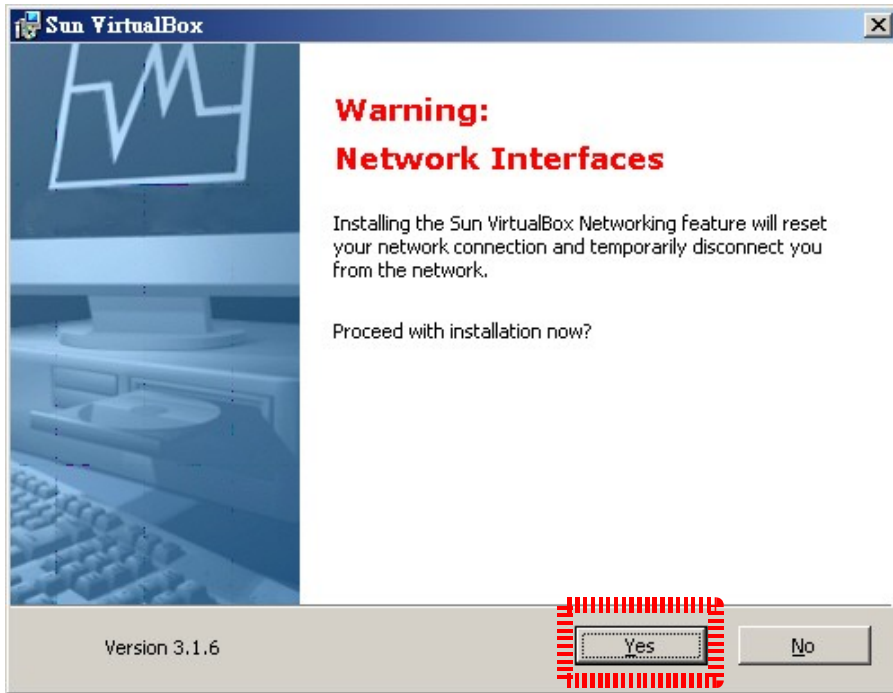 Sun VirtualBox
Warning:
Network Interfaces
Installing the Sun VirtualBox Networking feature will reset
your network connection and temporarily disconnect you
from the network.
Proceed with installation now?
Version 3.1.6
Yes
No